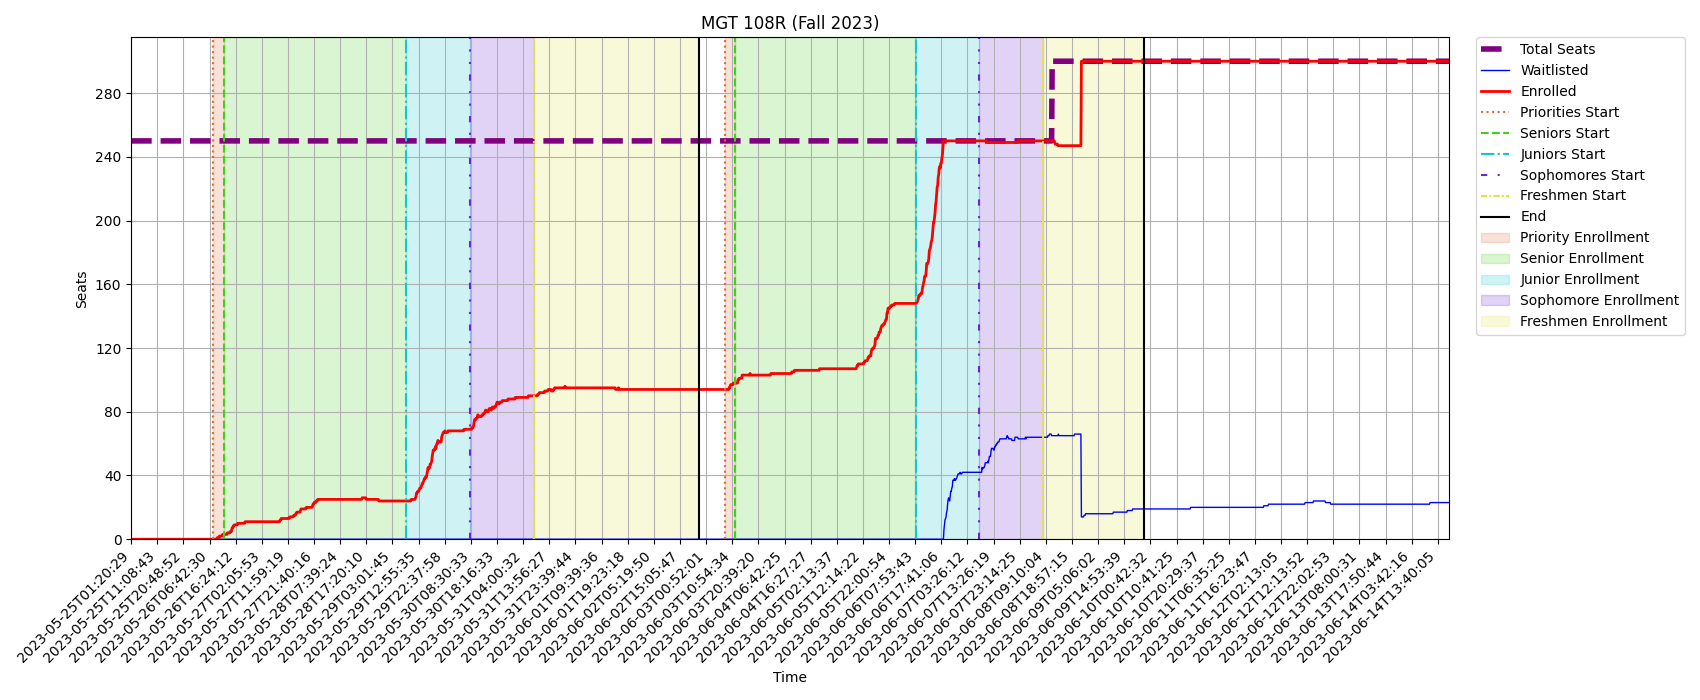 MGT 108R (Fall 2023)
Seats
280
240
200
160
120
80
40
0
2023-05-25T01:20:29
2023-05-25T11:08:43
2023-05-25T20:48:52
2023-05-26T06:42:30
2023-05-26T16:24:12
2023-05-27T02:05:53
2023-05-27T11:59:19
2023-05-27T21:40:16
2023-05-28T07:39:24
2023-05-28T17:20:10
2023-05-29T03:01:45
2023-05-29T12:55:35
2023-05-29T22:37:58
2023-05-30T08:30:33
2023-05-30T18:16:33
2023-05-31T04:00:32
2023-05-31T13:56:27
2023-05-31T23:39:44
2023-06-01T09:39:36
2023-06-01T19:23:18
2023-06-02T05:19:50
2023-06-02T15:05:47
2023-06-03T00:52:01
2023-06-03T10:54:34
2023-06-03T20:39:20
2023-06-04T06:42:25
2023-06-04T16:27:27
2023-06-05T02:13:37
2023-06-05T12:14:22
2023-06-05T22:00:54
2023-06-06T07:53:43
2023-06-06T17:41:06
2023-06-07T03:26:12
2023-06-07T13:26:19
2023-06-07T23:14:25
2023-06-08T09:10:04
2023-06-08T18:57:15
2023-06-09T05:06:02
2023-06-09T14:53:39
2023-06-10T00:42:32
2023-06-10T10:41:25
2023-06-10T20:29:37
2023-06-11T06:35:25
2023-06-11T16:23:47
2023-06-12T02:13:05
2023-06-12T12:13:52
2023-06-12T22:02:53
2023-06-13T08:00:31
2023-06-13T17:50:44
2023-06-14T03:42:16
2023-06-14T13:40:05
Time
Total Seats
Waitlisted
Enrolled
Priorities Start
Seniors Start
Juniors Start
Sophomores Start
Freshmen Start
End
Priority Enrollment
Senior Enrollment
Junior Enrollment
Sophomore Enrollment
Freshmen Enrollment